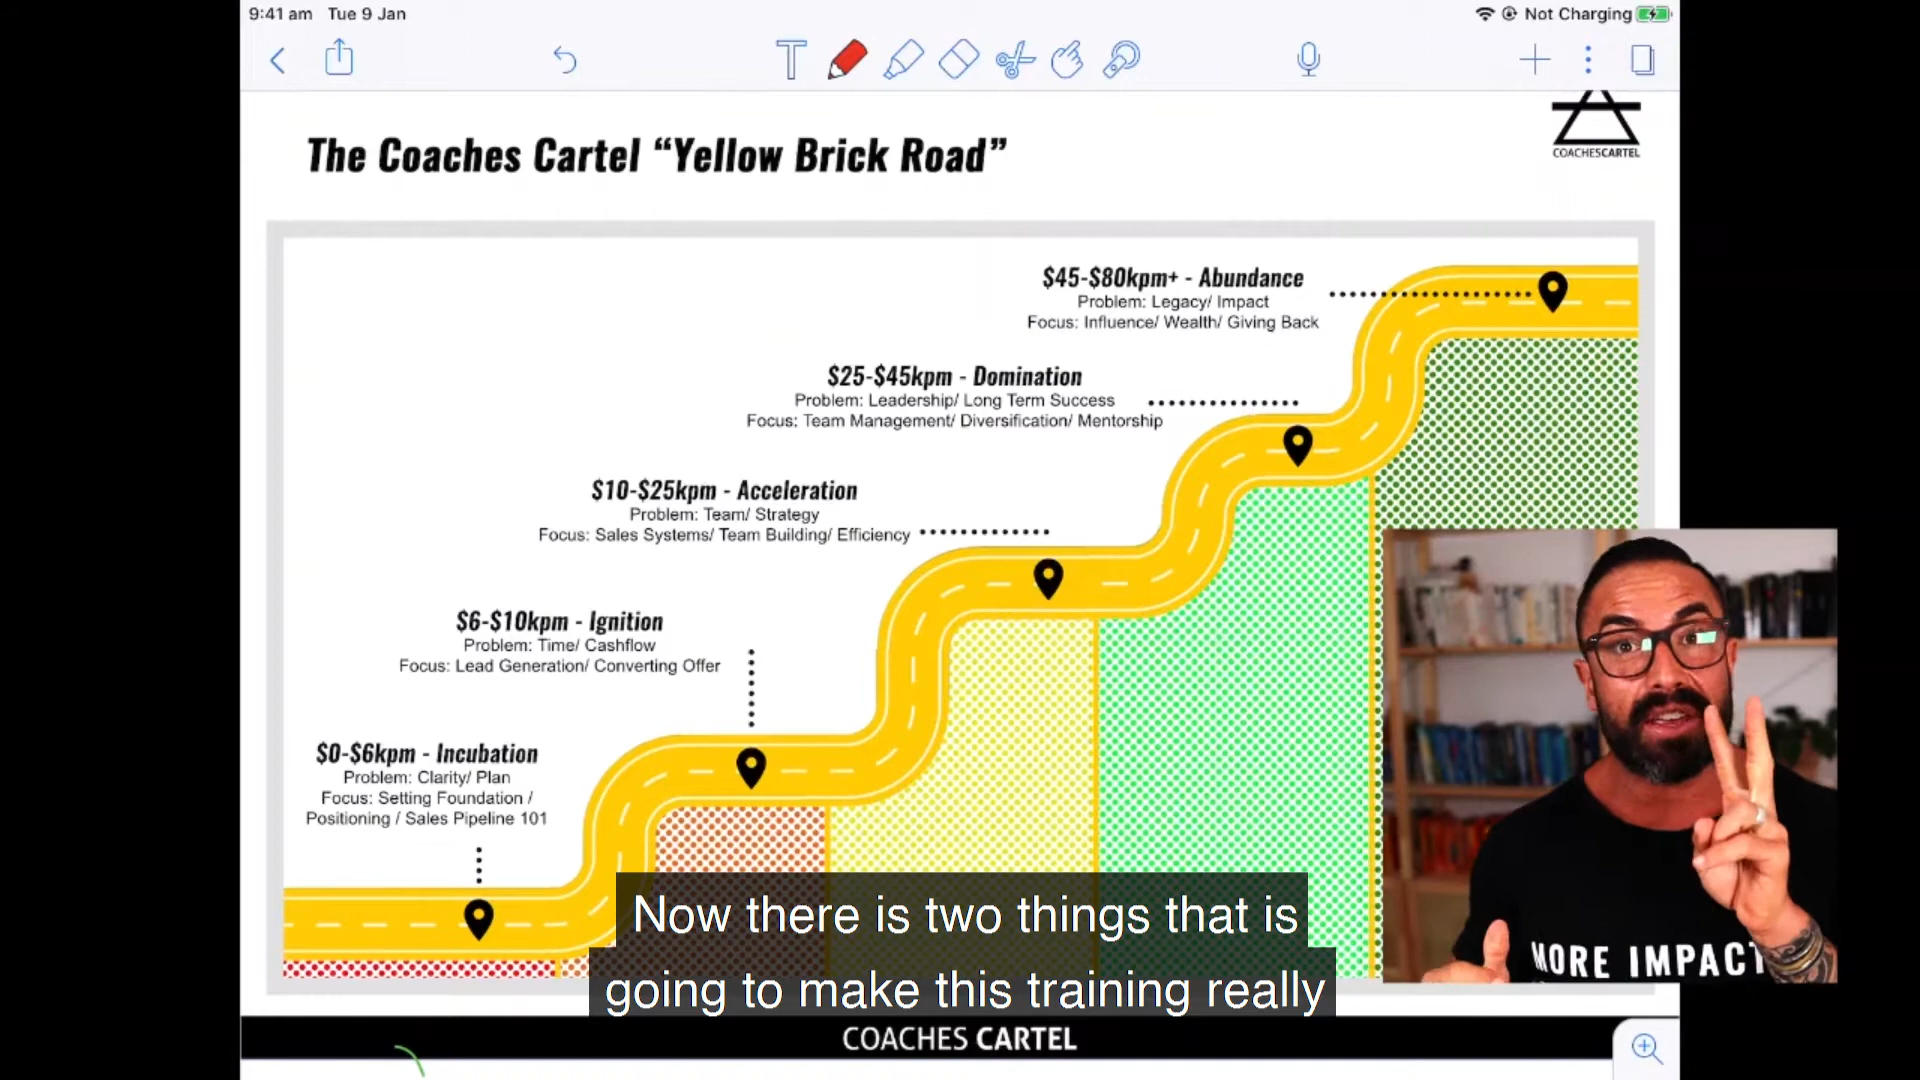 9:41 am Tue 9 Jan
Not Charging
COACHESCARTEL
The Coaches Cartel “Yellow Brick Road”
$45-$80kpm+ - Abundance
Problem: Legacy/ Impact
Focus: Influence/ Wealth/ Giving Back
$25-$45kpm - Domination
Problem: Leadership/ Long Term Success
Focus: Team Management/ Diversification/ Mentorship
$10-$25kpm - Acceleration
Problem: Team/ Strategy
Focus: Sales Systems/ Team Building/ Efficiency
$6-$10kpm - Ignition
Problem: Time/ Cashflow
Focus: Lead Generation/ Converting Offer
$0-$6kpm - Incubation
Problem: Clarity/ Plan
Focus: Setting Foundation /
Positioning / Sales Pipeline 101
MORE IMPACT
Now there is two things that is
going to make this training really
COACHES CARTEL